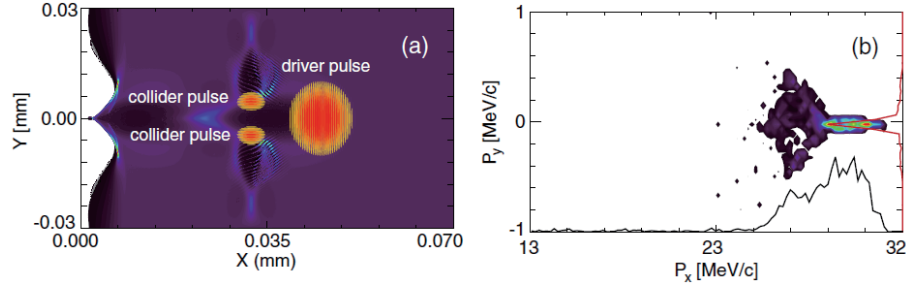 0.03
(a)
driver pulse
collider pulse
Y [mm]
0.00
collider pulse
-0.03
0.000
0.035
0.070
X (mm)
1
(b)
P_y [MeV/c]
0
-1
13
23
32
P_x [MeV/c]